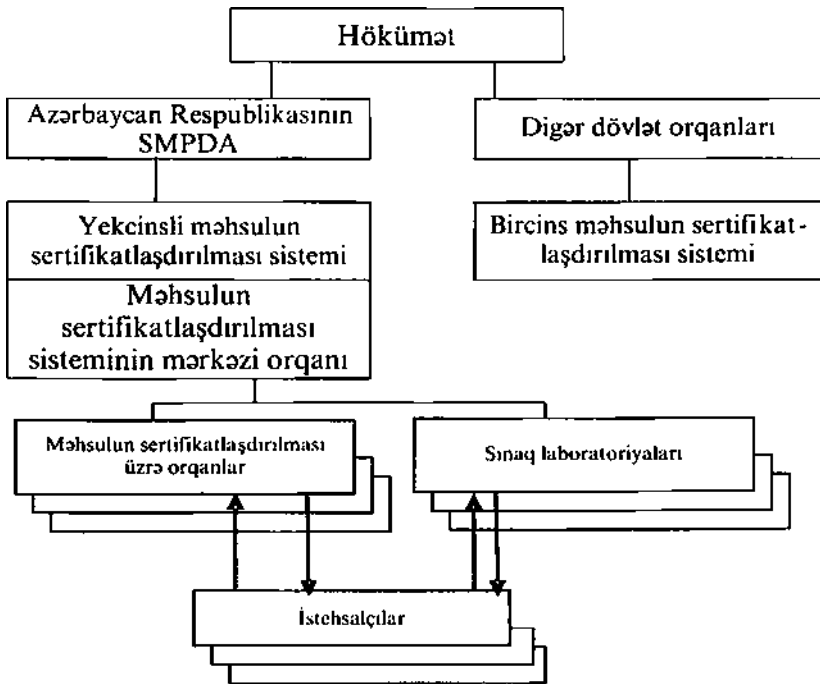 Hökümət
Azərbaycan Respublikasının
SMPDA
Digər dövlət orqanları
Yekcinsli məhsulun
sertifikatlaşdırılması sistemi
Bircins məhsulun sertifikat-
laşdırılması sistemi
Məhsulun
sertifikatlaşdırılması
sisteminin mərkəzi orqanı
Məhsulun sertifikatlaşdırılması
üzrə orqanlar
Sınaq laboratoriyaları
İstehsalçılar